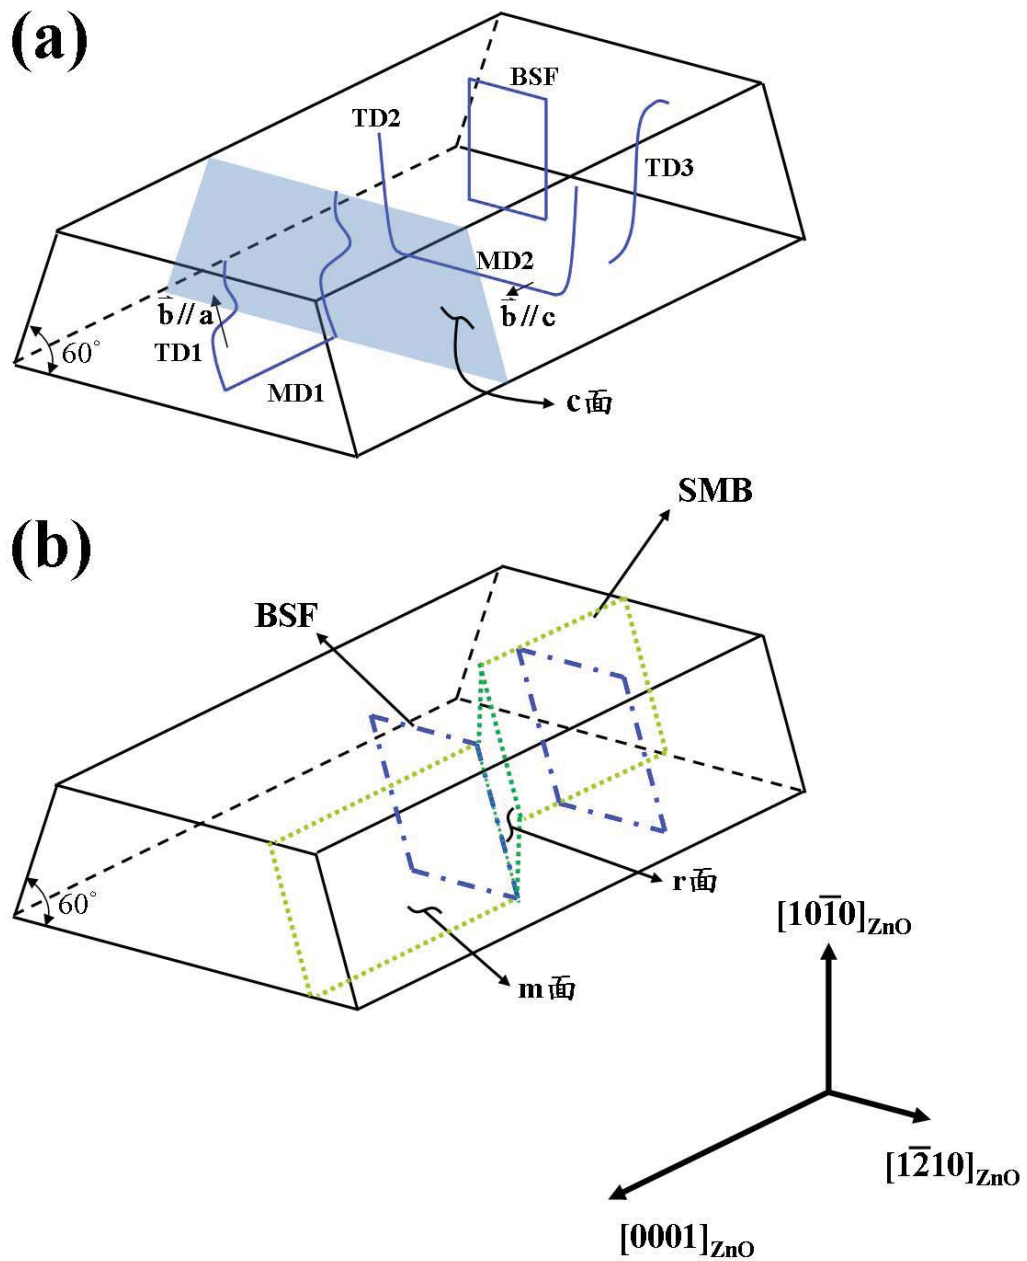 (a)
BSF
TD2
TD3
MD2
b⃗//a
b⃗//c
60°
TD1
MD1
c面
SMB
(b)
BSF
60°
r面
m面
[101̅0]ZnO
[12̅10]ZnO
[0001]ZnO